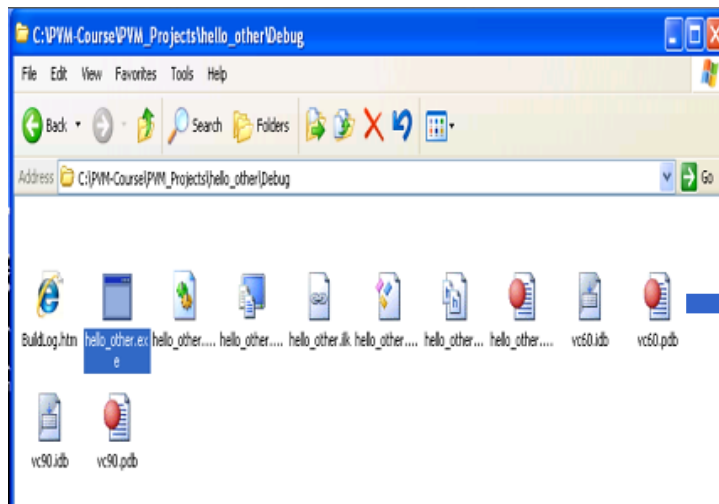 C:\PVM-Course\PVM_Projects\hello_other\Debug
File Edit View Favorites Tools Help
Back Search Folders
Address C:\PVM-Course\PVM_Projects\hello_other\Debug Go
BuildLog.htm hello_other.ex hello_other.... hello_other.... hello_other.ilk hello_other.... hello_other... hello_other.... vc60.idb vc60.pdb
e
vc90.idb vc90.pdb